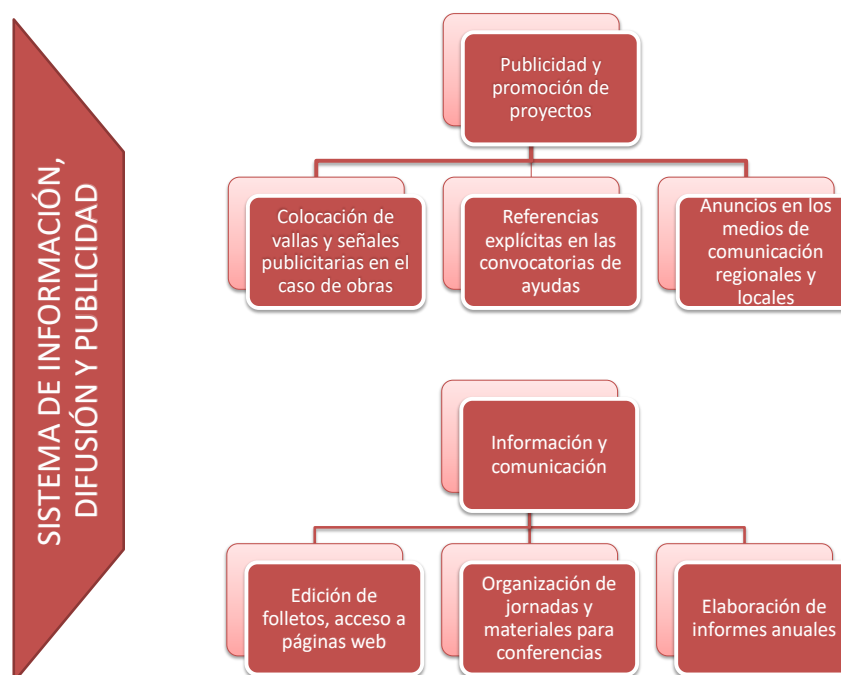 SISTEMA DE INFORMACIÓN,
DIFUSIÓN Y PUBLICIDAD
Publicidad y
promoción de
proyectos
Colocación de
vallas y señales
publicitarias en el
caso de obras
Referencias
explícitas en las
convocatorias de
ayudas
Anuncios en los
medios de
comunicación
regionales y
locales
Información y
comunicación
Edición de
folletos, acceso a
páginas web
Organización de
jornadas y
materiales para
conferencias
Elaboración de
informes anuales